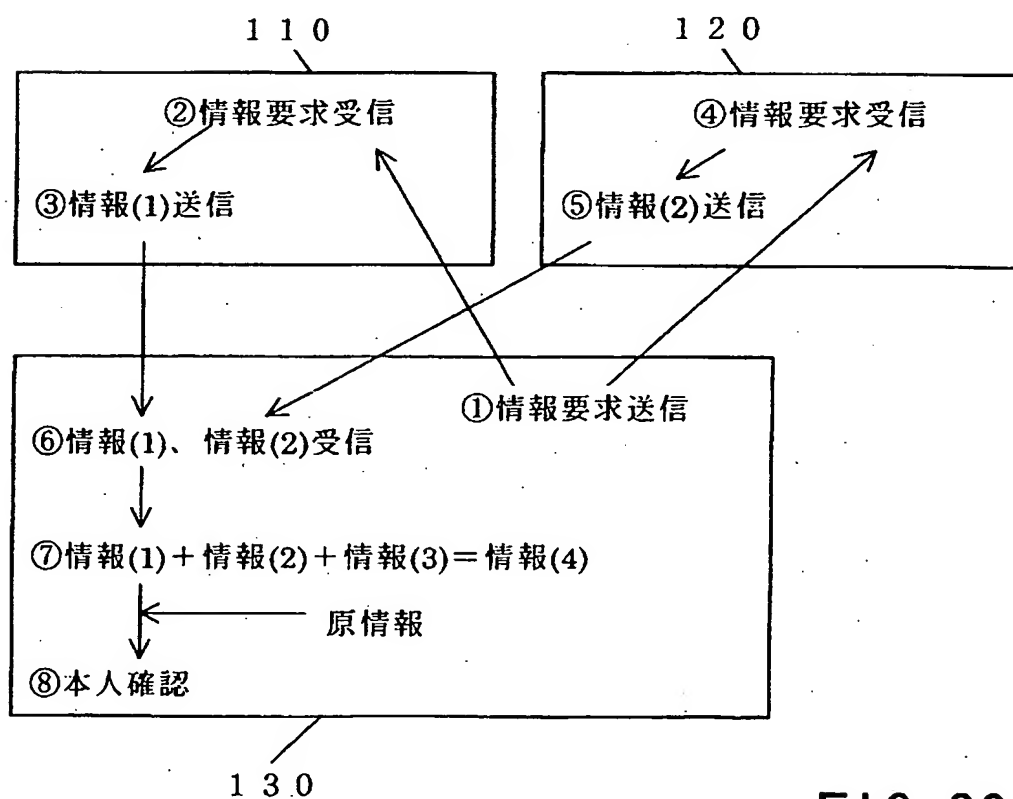 １１０
１２０
②情報要求受信
④情報要求受信
③情報(1)送信
⑤情報(2)送信
①情報要求送信
⑥情報(1)、情報(2)受信
⑦情報(1)＋情報(2)＋情報(3)＝情報(4)
原情報
⑧本人確認
１３０